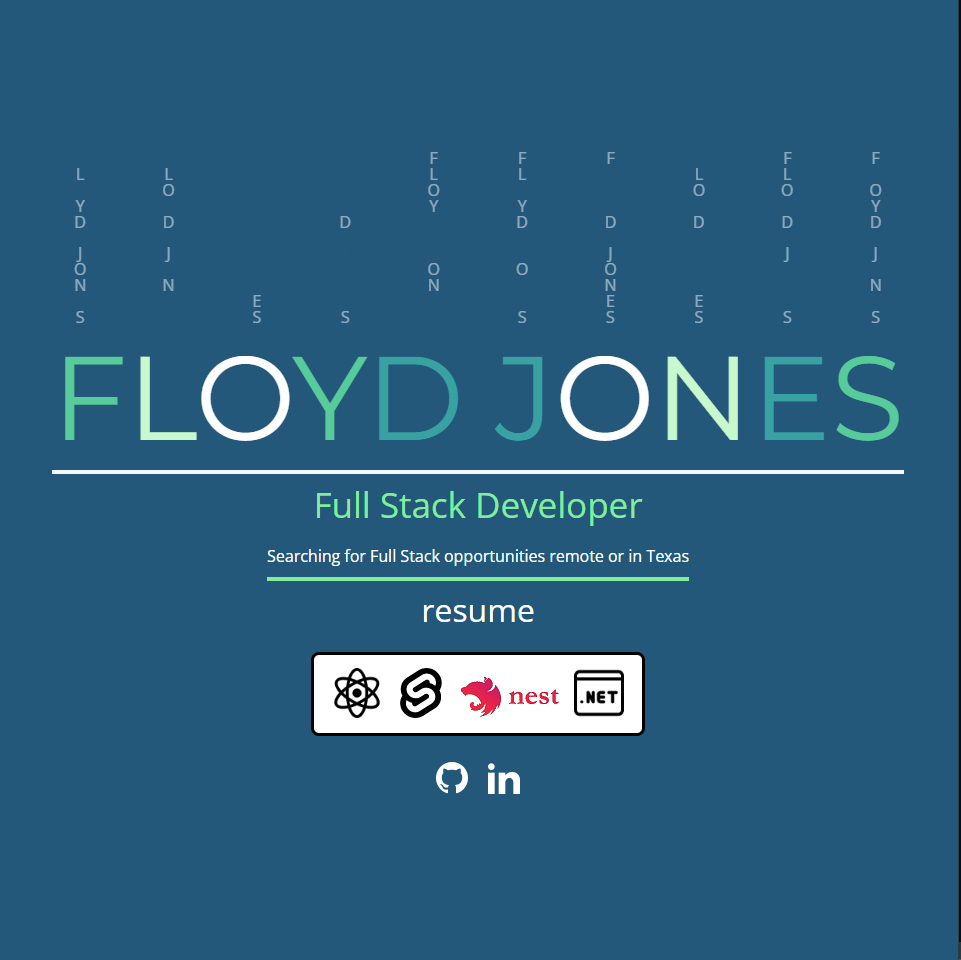 F F F F F
L L L L L L
O O O O O
Y Y Y Y
D D D D D D D D
J J J J J
O O O O
N N N N N
E E E
S S S S S S S S
FLOYD JONES
Full Stack Developer
Searching for Full Stack opportunities remote or in Texas
resume
nest .NET
in